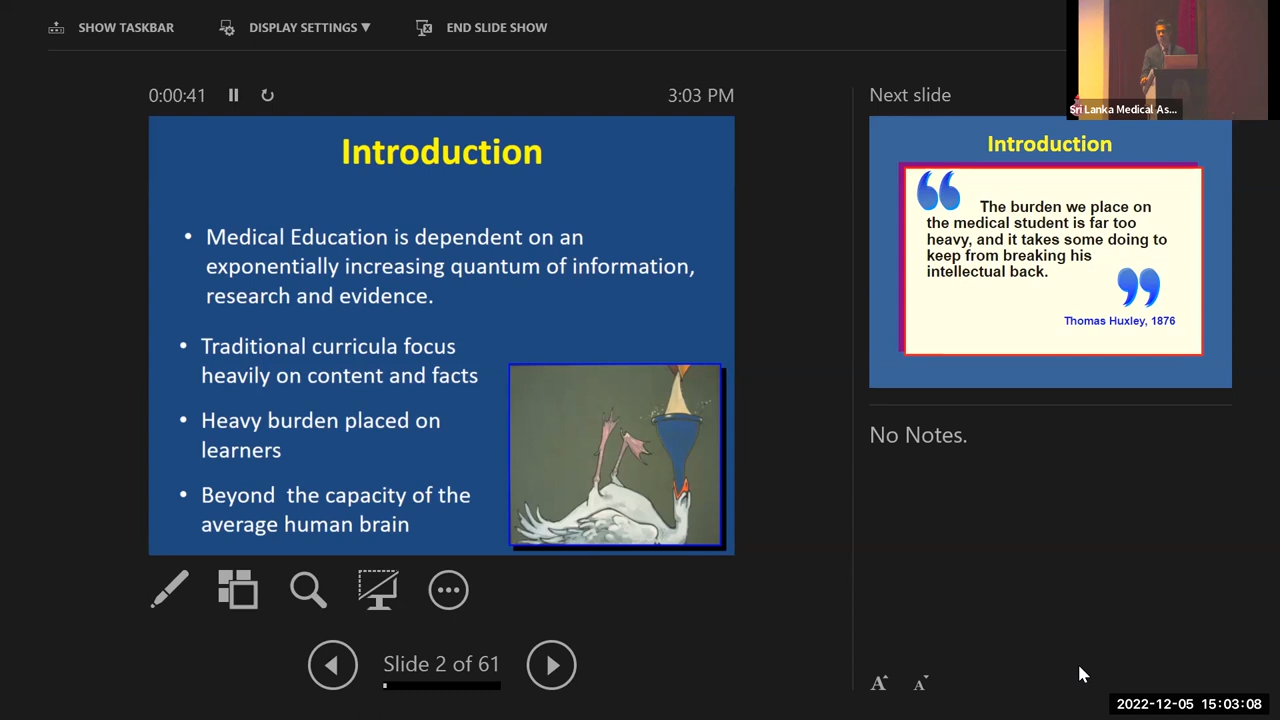 SHOW TASKBAR
DISPLAY SETTINGS ▼
END SLIDE SHOW
Sri Lanka Medical As...
0:00:41
3:03 PM
Introduction
• Medical Education is dependent on an
exponentially increasing quantum of information,
research and evidence.
• Traditional curricula focus
heavily on content and facts
• Heavy burden placed on
learners
• Beyond the capacity of the
average human brain
Slide 2 of 61
Next slide
Introduction
“ The burden we place on
the medical student is far too
heavy, and it takes some doing to
keep from breaking his
intellectual back. ”
Thomas Huxley, 1876
No Notes.
A A
2022-12-05 15:03:08